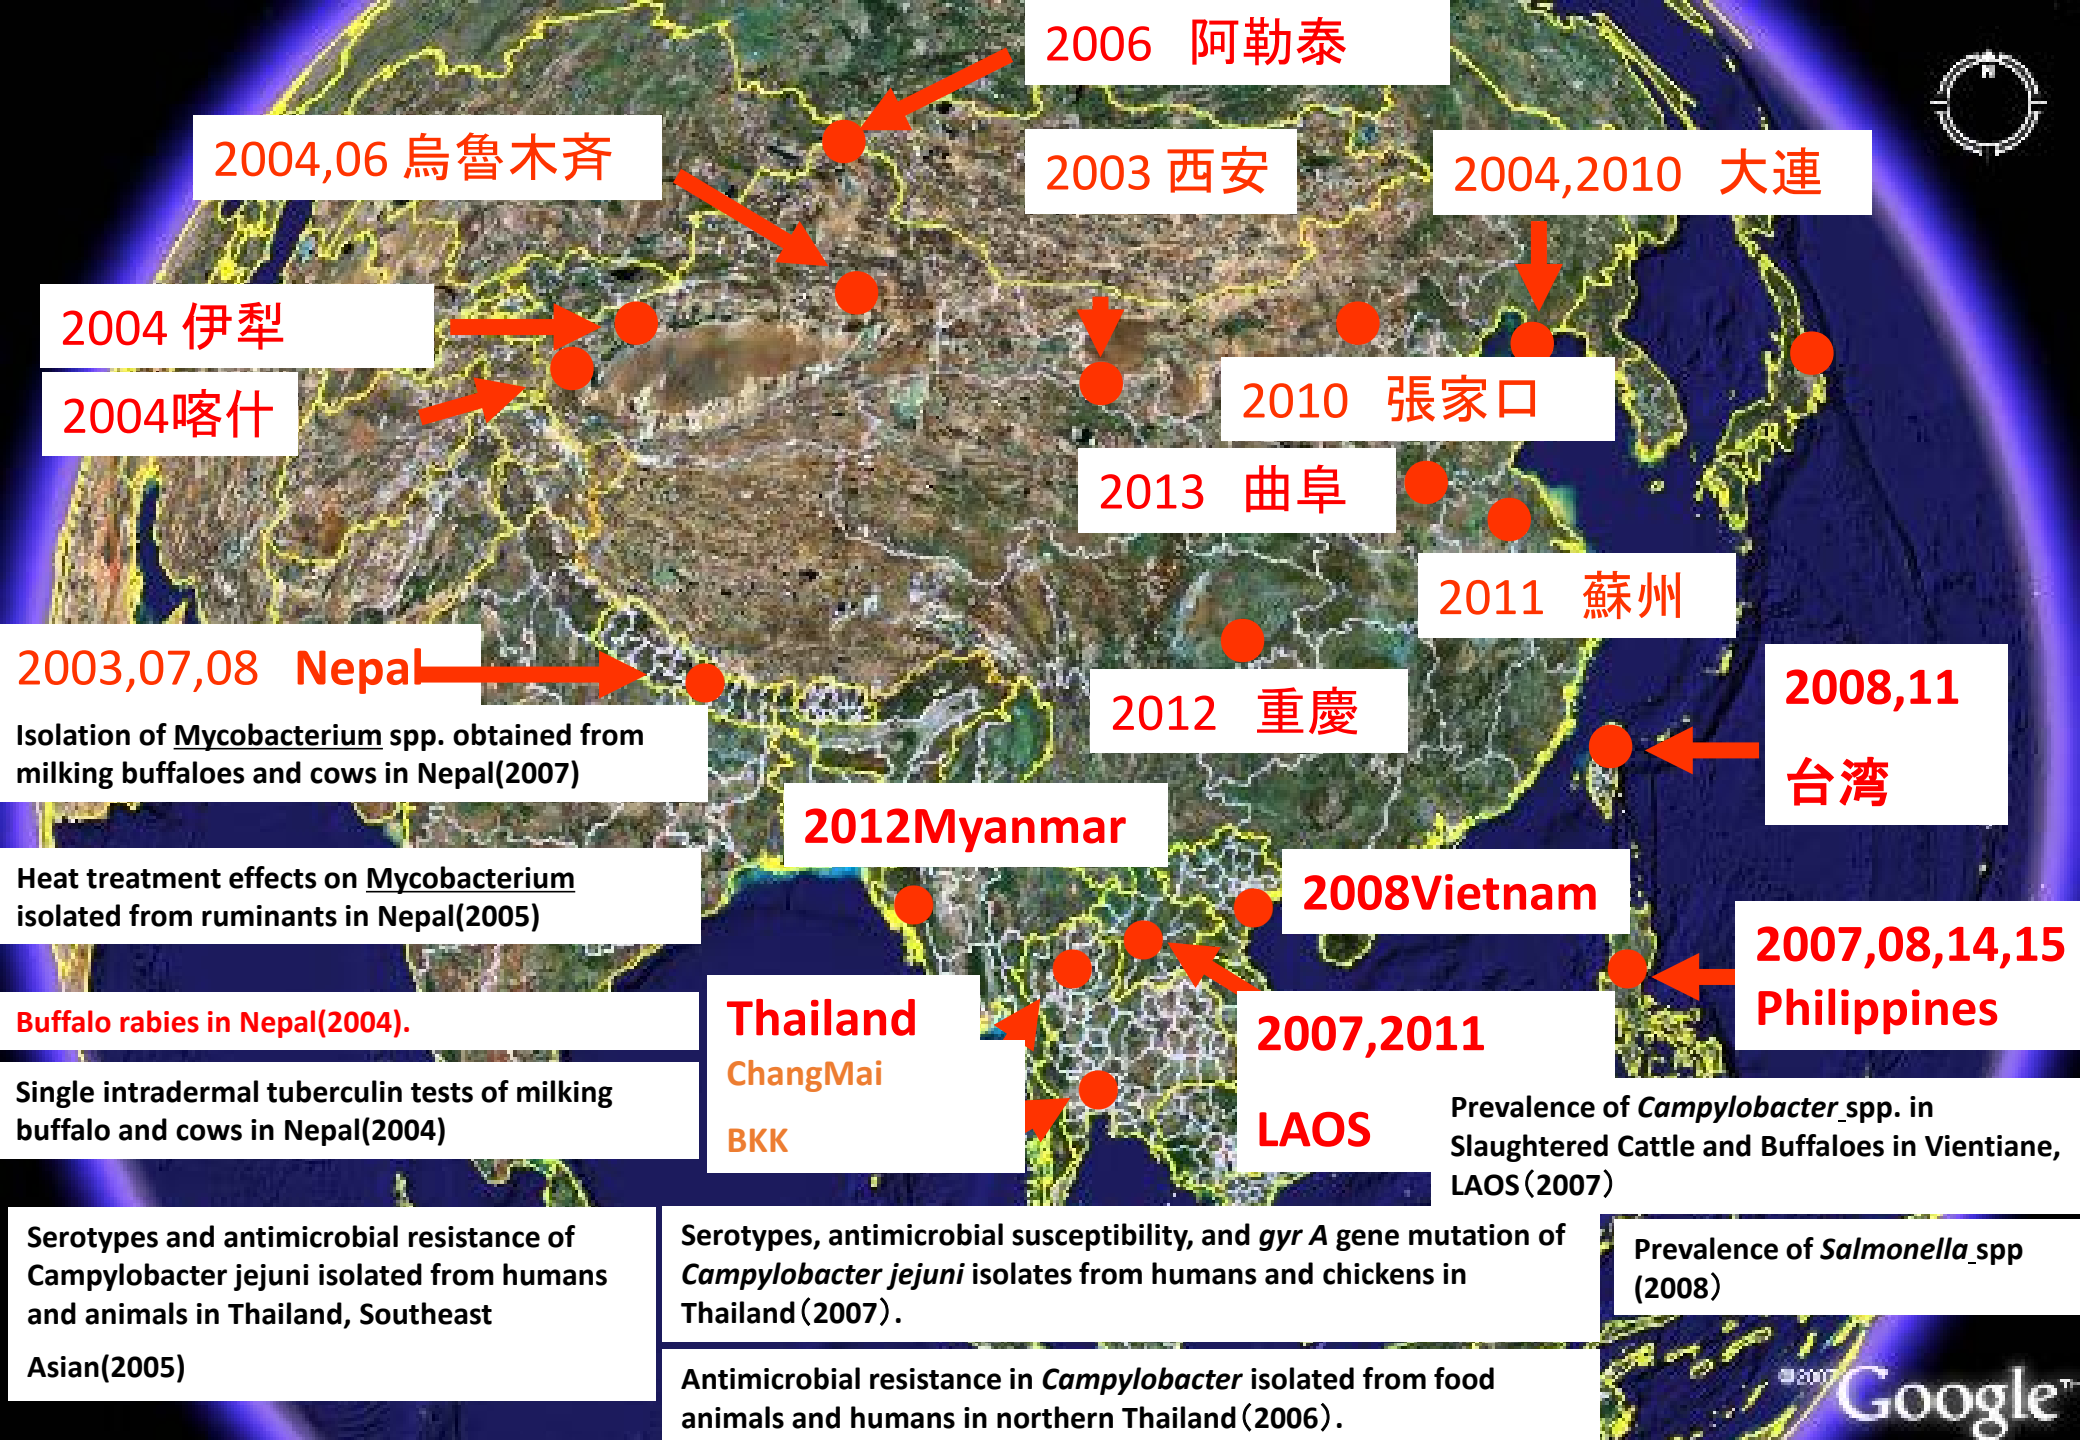 2006 阿勒泰
2004,06 烏魯木斉
2003 西安
2004,2010 大連
N
2004 伊犁
2004喀什
2010 張家口
2013 曲阜
2011 蘇州
2003,07,08 Nepal
2012 重慶
2008,11
台湾
Isolation of Mycobacterium spp. obtained from
milking buffaloes and cows in Nepal(2007)
2012Myanmar
Heat treatment effects on Mycobacterium
isolated from ruminants in Nepal(2005)
2008Vietnam
2007,08,14,15
Philippines
Buffalo rabies in Nepal(2004).
Thailand
ChangMai
BKK
2007,2011
LAOS
Single intradermal tuberculin tests of milking
buffalo and cows in Nepal(2004)
Prevalence of Campylobacter spp. in
Slaughtered Cattle and Buffaloes in Vientiane,
LAOS（2007）
Serotypes and antimicrobial resistance of
Campylobacter jejuni isolated from humans
and animals in Thailand, Southeast
Asian(2005)
Serotypes, antimicrobial susceptibility, and gyr A gene mutation of
Campylobacter jejuni isolates from humans and chickens in
Thailand（2007）.
Prevalence of Salmonella spp
(2008）
Antimicrobial resistance in Campylobacter isolated from food
animals and humans in northern Thailand（2006）.
©2007 Google™